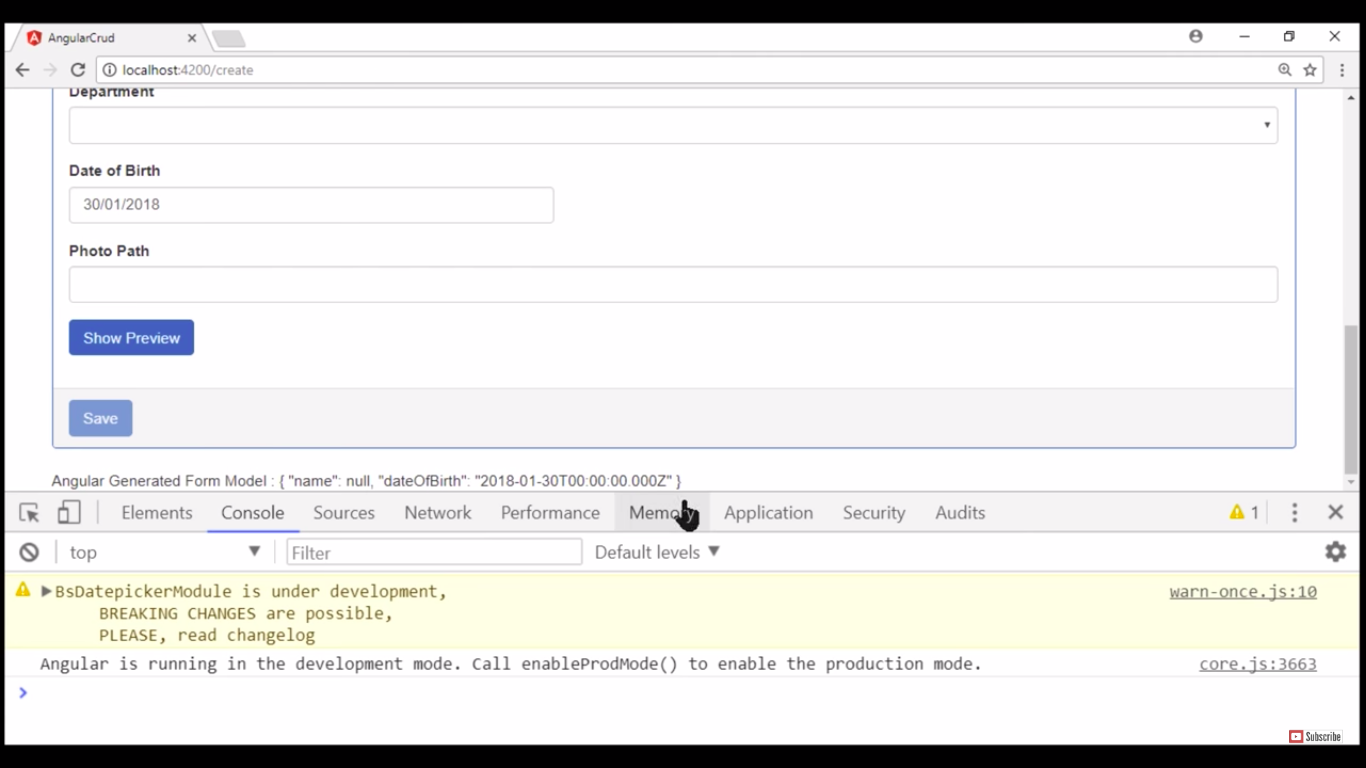 AngularCrud
localhost:4200/create
Department
Date of Birth
30/01/2018
Photo Path
Show Preview
Save
Angular Generated Form Model : { "name": null, "dateOfBirth": "2018-01-30T00:00:00.000Z" }
Elements Console Sources Network Performance Memory Application Security Audits 1
top Filter Default levels
BsDatepickerModule is under development, warn-once.js:10
BREAKING CHANGES are possible,
PLEASE, read changelog
Angular is running in the development mode. Call enableProdMode() to enable the production mode. core.js:3663
Subscribe